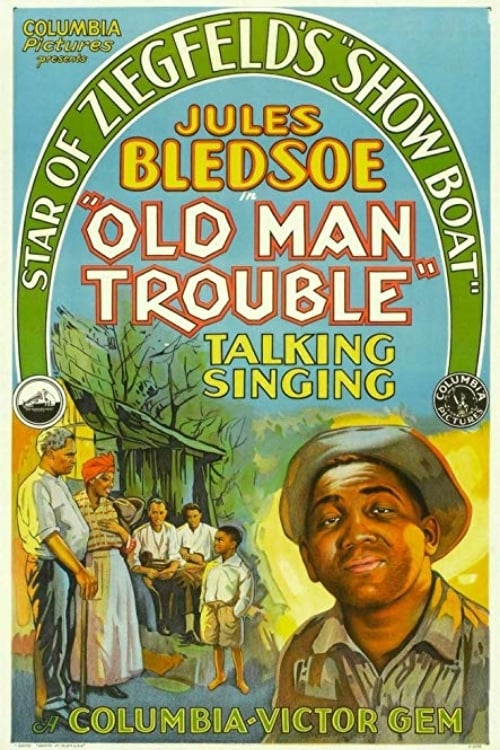 COLUMBIA
Pictures
presents
STAR OF ZIEGFELD'S "SHOW BOAT"
JULES
BLEDSOE
in
"OLD MAN
TROUBLE"
TALKING
SINGING
COLUMBIA
PICTURES
A COLUMBIA-VICTOR GEM